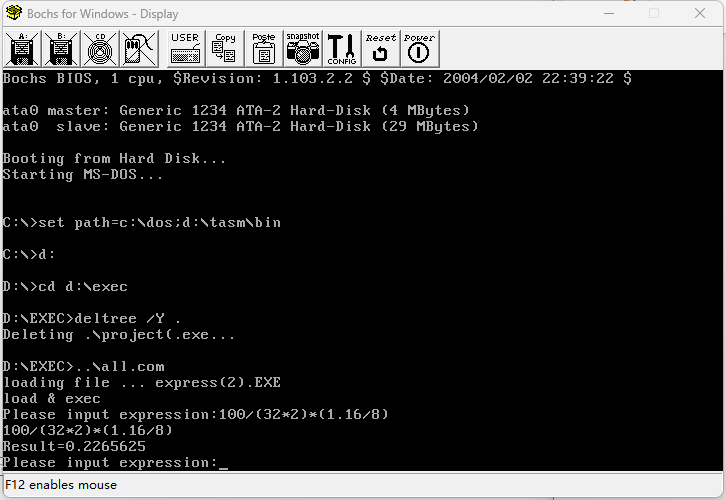 Bochs for Windows - Display
A:
B:
CD
USER
Copy
Paste
snapshot
CONFIG
Reset
Power
Bochs BIOS, 1 cpu, $Revision: 1.103.2.2 $ $Date: 2004/02/02 22:39:22 $
ata0 master: Generic 1234 ATA-2 Hard-Disk (4 MBytes)
ata0  slave: Generic 1234 ATA-2 Hard-Disk (29 MBytes)
Booting from Hard Disk...
Starting MS-DOS...
C:\>set path=c:\dos;d:\tasm\bin
C:\>d:
D:\>cd d:\exec
D:\EXEC>deltree /Y .
Deleting .\project(.exe...
D:\EXEC>..\all.com
loading file ... express(2).EXE
load & exec
Please input expression:100/(32*2)*(1.16/8)
100/(32*2)*(1.16/8)
Result=0.2265625
Please input expression:_
F12 enables mouse